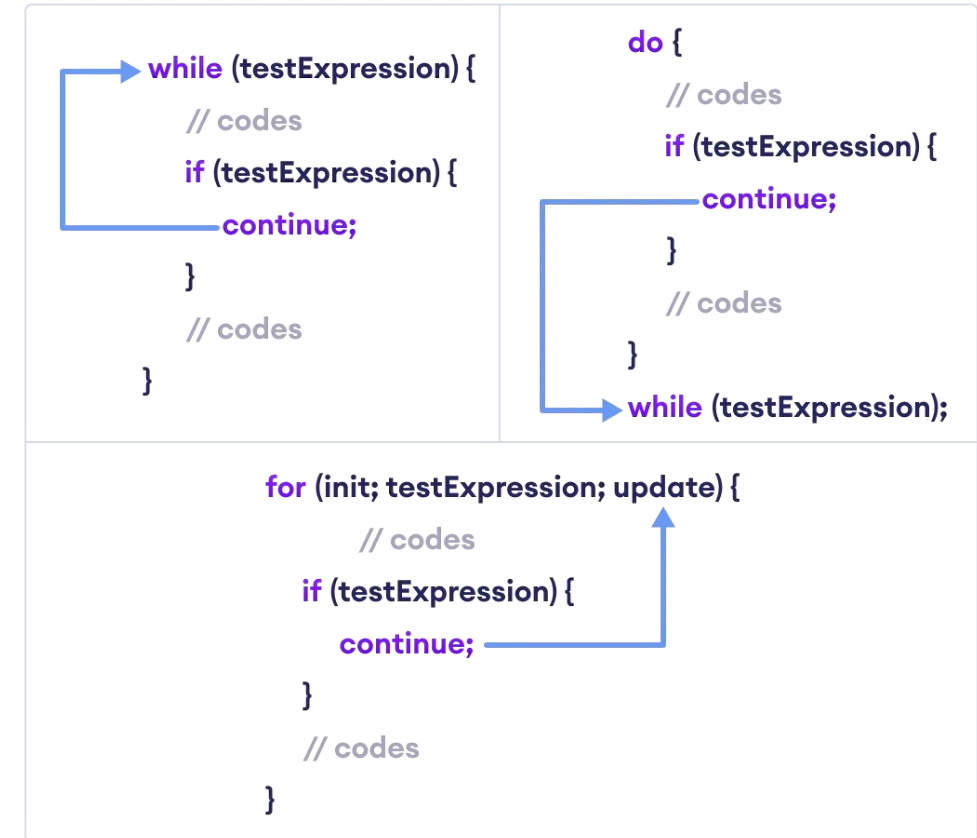 while (testExpression) {
// codes
if (testExpression) {
continue;
}
// codes
}
do {
// codes
if (testExpression) {
continue;
}
// codes
}
while (testExpression);
for (init; testExpression; update) {
// codes
if (testExpression) {
continue;
}
// codes
}